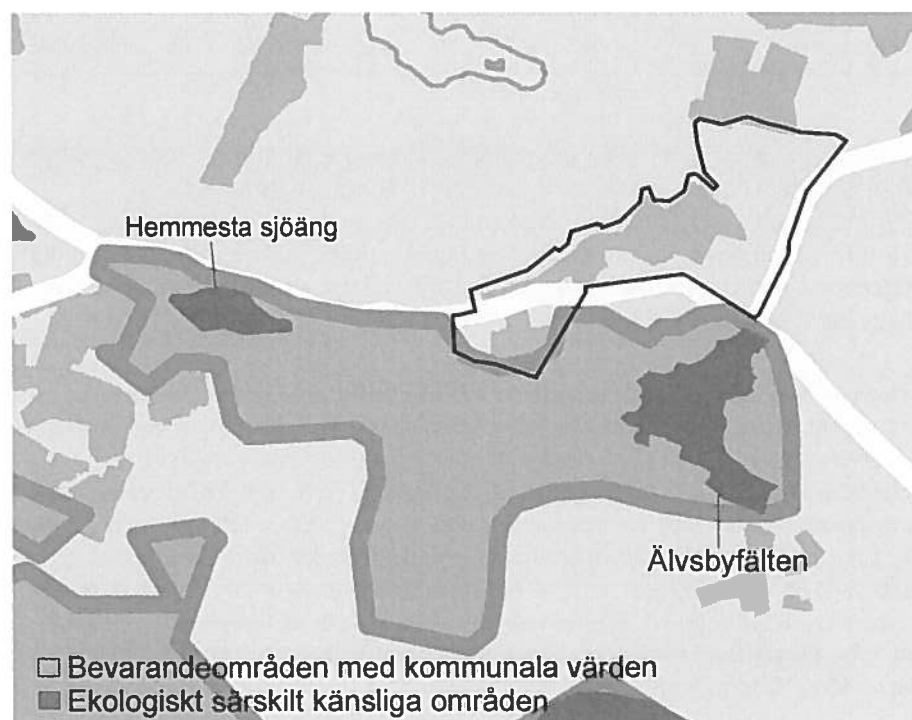 Hemmesta sjöäng
Älvsbyfälten
Bevarandeområden med kommunala värden
Ekologiskt särskilt känsliga områden